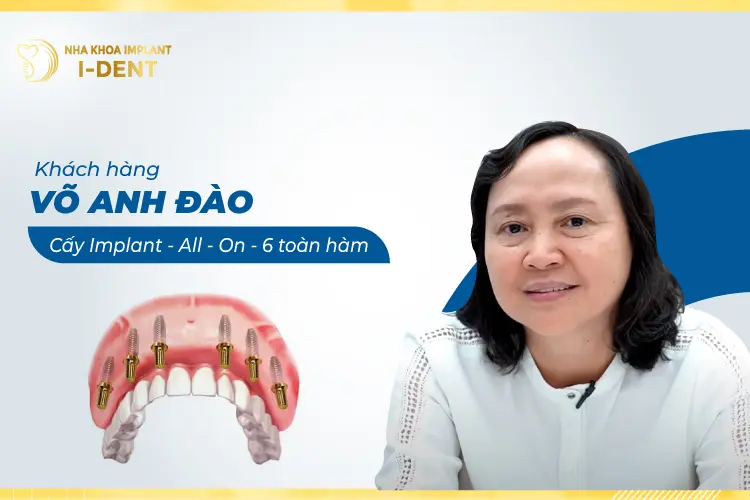 NHA KHOA IMPLANT
I-DENT
Khách hàng
VÕ ANH ĐÀO
Cấy Implant - All - On - 6 toàn hàm